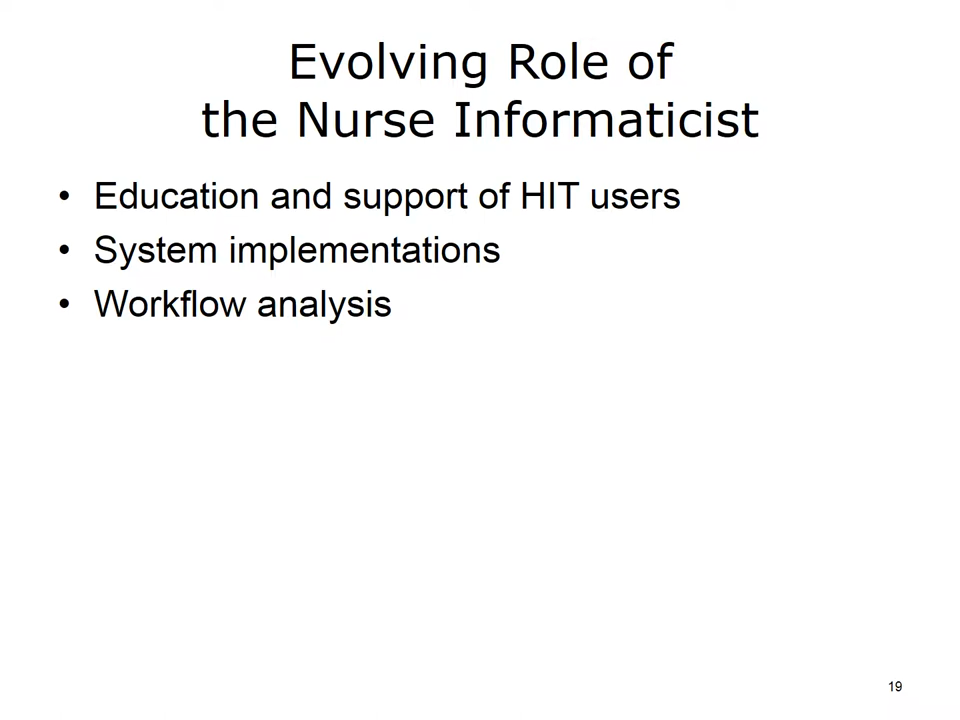 Evolving Role of
the Nurse Informaticist
• Education and support of HIT users
• System implementations
• Workflow analysis
19